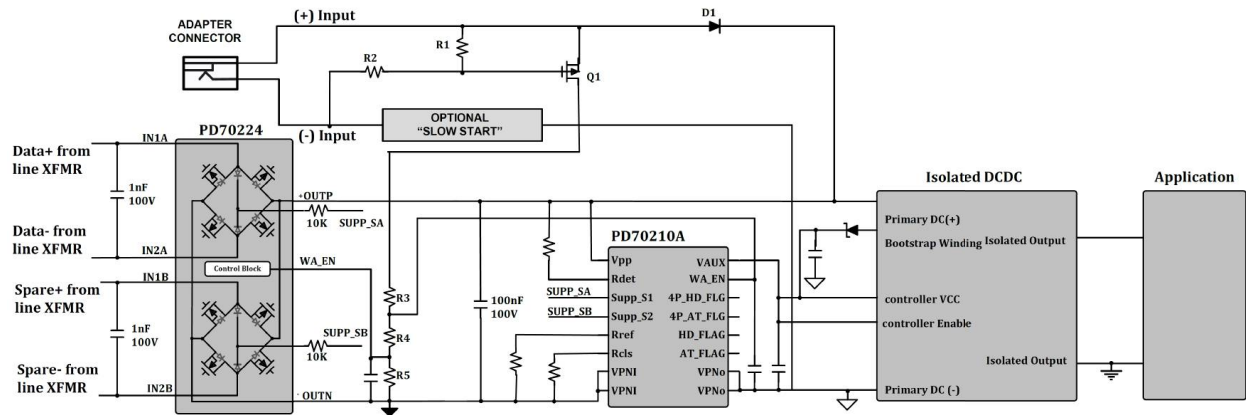 ADAPTER
CONNECTOR
(+) Input
D1
R1
R2
Q1
(-) Input
OPTIONAL
“SLOW START”
PD70224
IN1A
Data+ from
line XFMR
1nF
100V
+OUTP
10K
SUPP_SA
Data- from
line XFMR
IN2A
Control Block
WA_EN
Spare+ from
line XFMR
IN1B
1nF
100V
SUPP_SB
10K
Spare- from
line XFMR
IN2B
OUTN
R3
R4
R5
100nF
100V
PD70210A
Vpp
Rdet
Supp_S1
Supp_S2
Rref
Rcls
VPNI
VPNI
SUPP_SA
SUPP_SB
VAUX
WA_EN
4P_HD_FLG
4P_AT_FLG
HD_FLAG
AT_FLAG
VPNo
VPNo
Isolated DCDC
Primary DC(+)
Bootstrap Winding
Isolated Output
controller VCC
controller Enable
Isolated Output
Primary DC (-)
Application